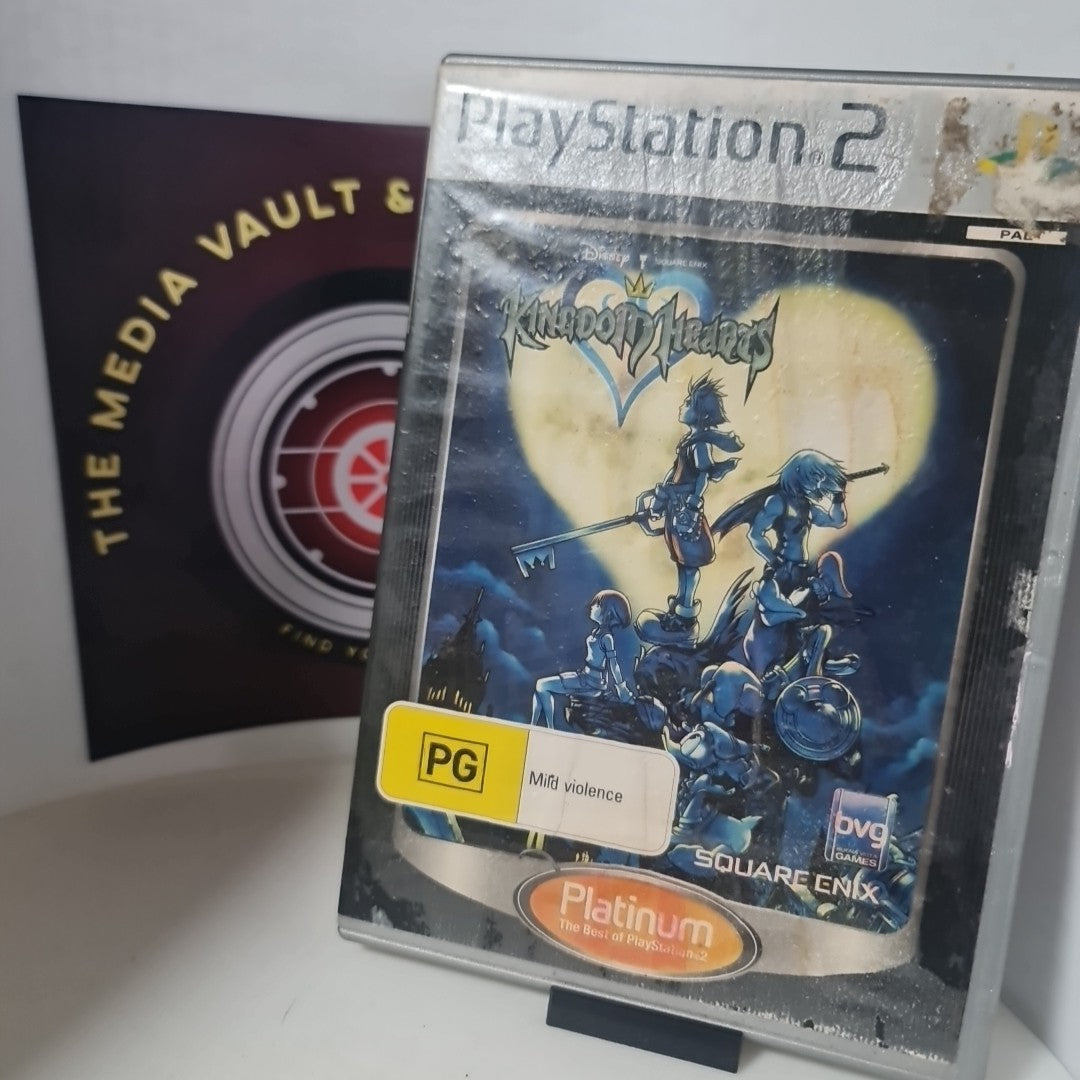 THE MEDIA VAULT &
FIND YO
PlayStation 2
PAL
Disney
SQUARE ENIX
KINGDOM HEARTS
PG
Mild violence
bvg
GAMES
SQUARE ENIX
Platinum
The Best of PlayStation 2